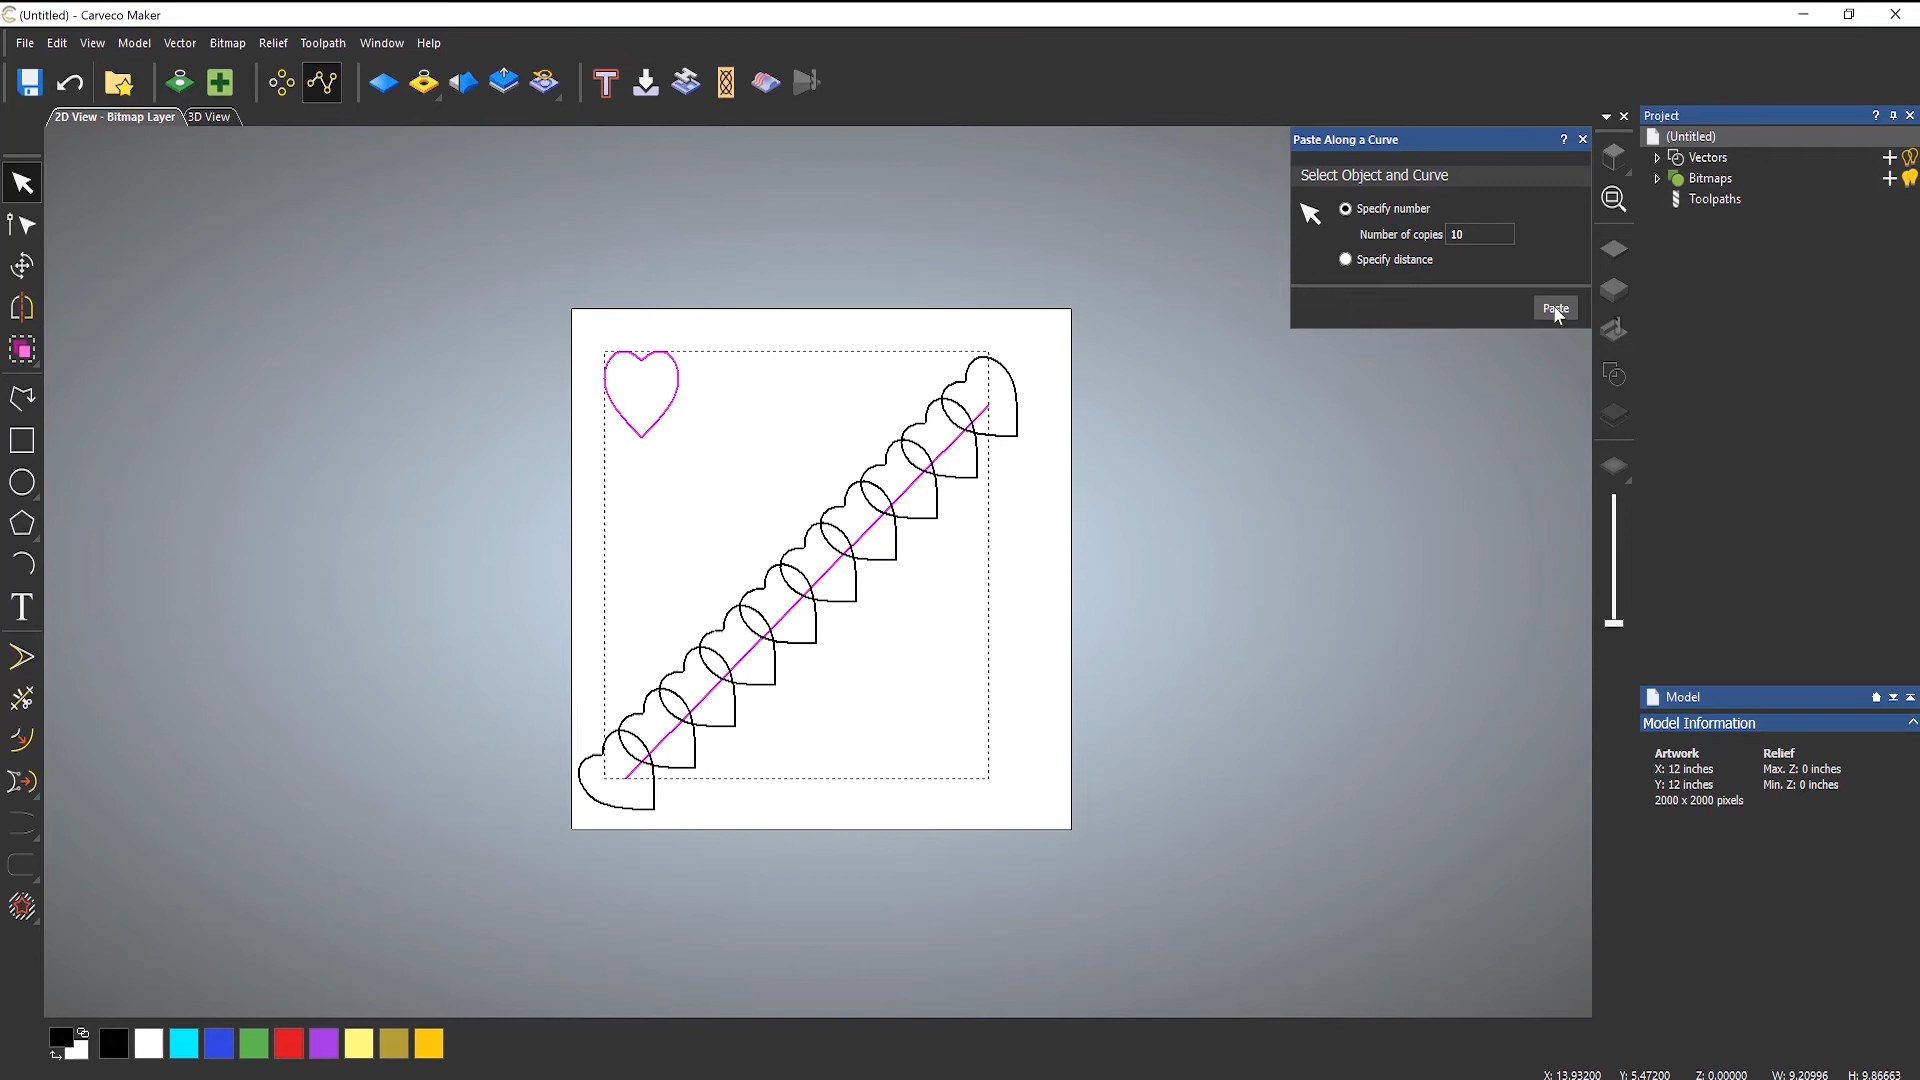 (Untitled) - Carveco Maker
File Edit View Model Vector Bitmap Relief Toolpath Window Help
2D View - Bitmap Layer 3D View
Paste Along a Curve ?
Select Object and Curve
Specify number
Number of copies 10
Specify distance
Paste
Project ?
(Untitled)
Vectors
Bitmaps
Toolpaths
Model
Model Information
Artwork Relief
X: 12 inches Max. Z: 0 inches
Y: 12 inches Min. Z: 0 inches
2000 x 2000 pixels
X: 13.93200 Y: 5.47200 Z: 0.00000 W: 9.20996 H: 9.86663